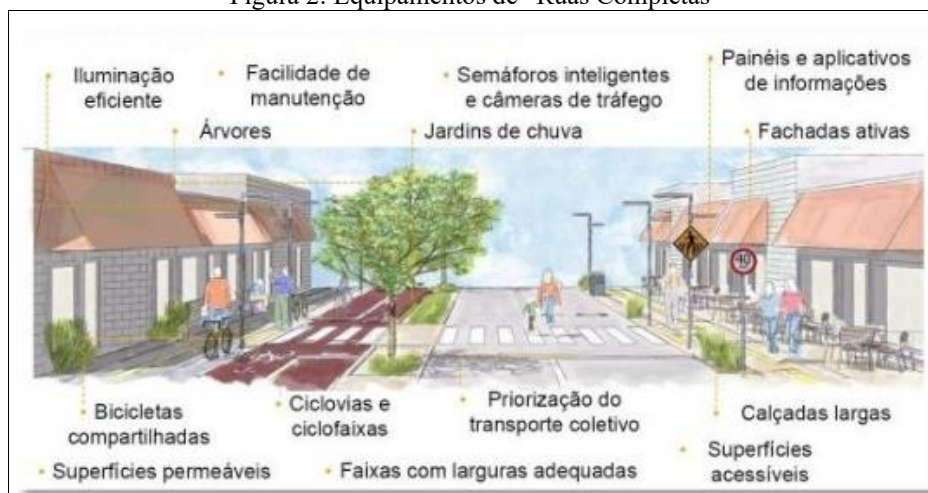 Figura 2: Equipamentos de "Ruas Completas"
Iluminação
eficiente
Facilidade de
manutenção
Semáforos inteligentes
e câmeras de tráfego
Painéis e aplicativos
de informações
Árvores
Jardins de chuva
Fachadas ativas
40
Bicicletas
compartilhadas
Ciclovias e
ciclofaixas
Priorização do
transporte coletivo
Calçadas largas
Superfícies permeáveis
Faixas com larguras adequadas
Superfícies
acessíveis